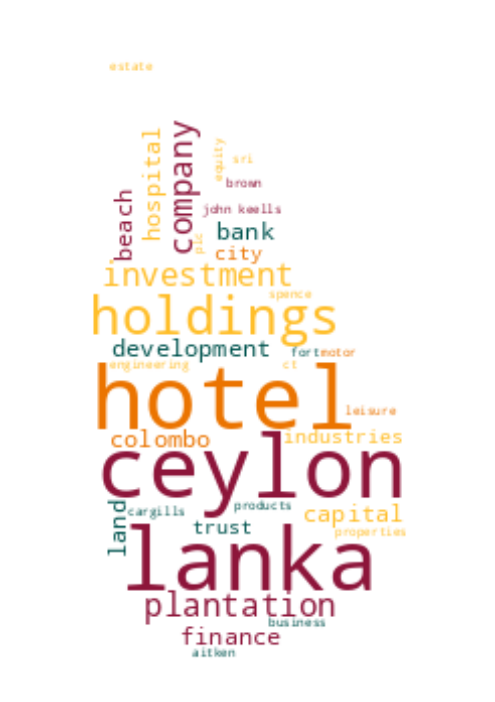 estate
company
hospital
equity
sri
brown
beach
john keells
bank
plc
city
investment
spence
holdings
development
fort motor
engineering ct
hotel
leisure
colombo industries
ceylon
land
cargills products capital
trust
properties
lanka
plantation
business
finance
aitken